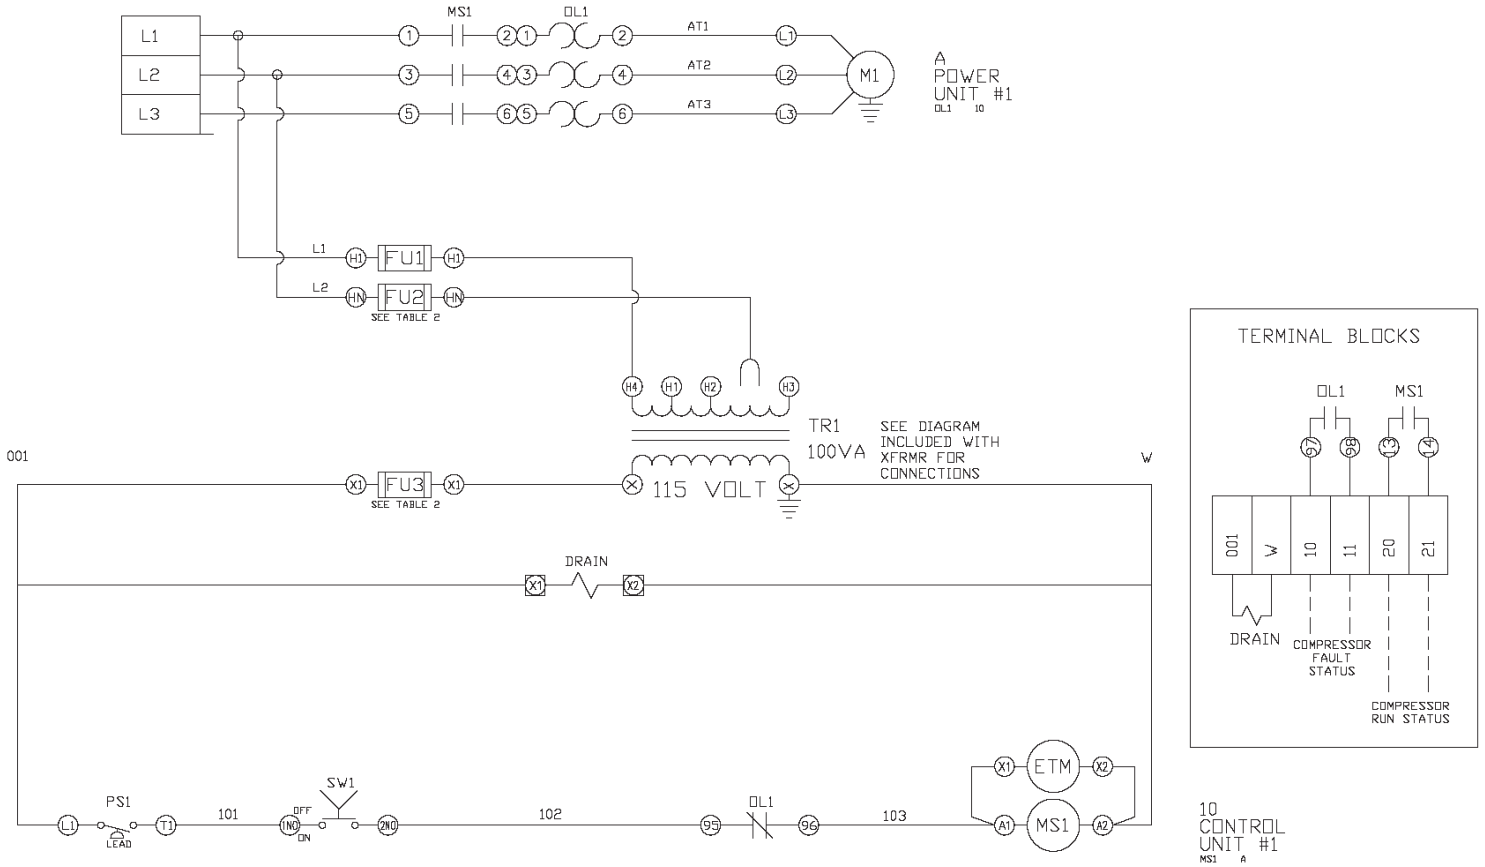 MS1 OL1
L1 1 2 1 2 AT1 L1
L2 3 4 3 4 AT2 L2 M1
L3 5 6 5 6 AT3 L3
A
POWER
UNIT #1
OL1 10
L1 H1 FU1 H1
L2 HN FU2 HN
SEE TABLE 2
H4 H1 H2 H3
TR1
100VA
SEE DIAGRAM
INCLUDED WITH
XFRMR FOR
CONNECTIONS
001 W
X1 FU3 X1 X 115 VOLT X
SEE TABLE 2
DRAIN
X1 X2
X1 ETM X2
PS1 101 SW1 102 OL1 103
OFF
L1 T1 1NO 2NO 95 96 A1 MS1 A2
ON
LEAD
TERMINAL BLOCKS
OL1 MS1
97 98 13 14
001 W 10 11 20 21
DRAIN
COMPRESSOR
FAULT
STATUS
COMPRESSOR
RUN STATUS
10
CONTROL
UNIT #1
MS1 A